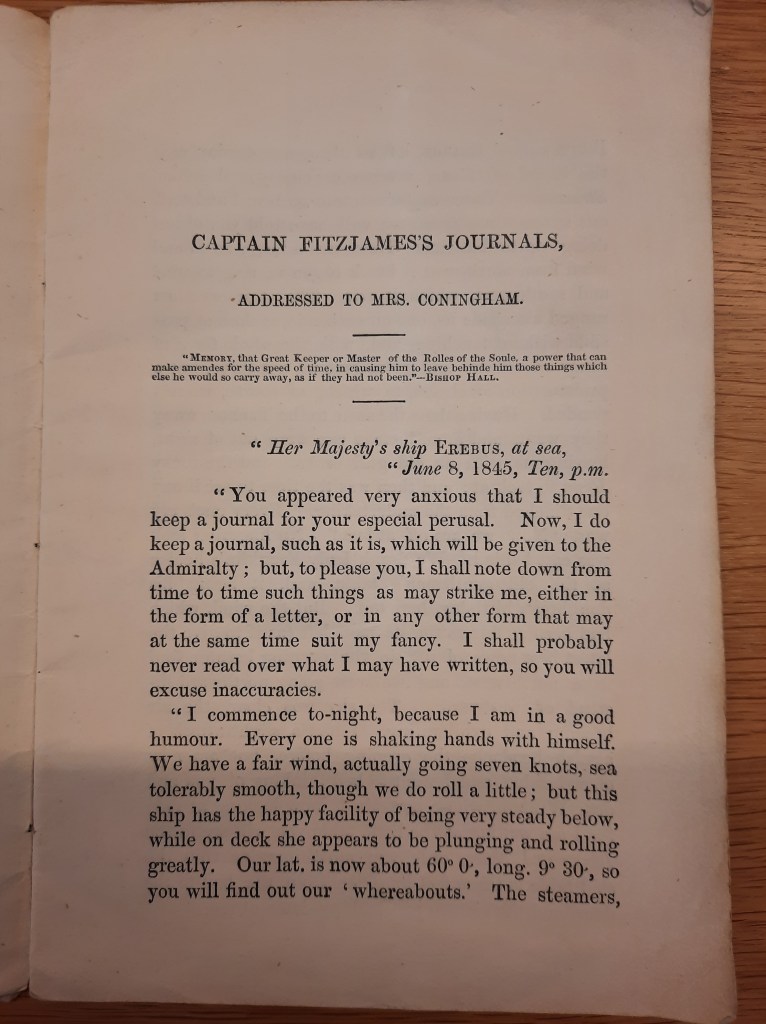 CAPTAIN FITZJAMES'S JOURNALS,
ADDRESSED TO MRS. CONINGHAM.
"MEMORY, that Great Keeper or Master of the Rolles of the Soule, a power that can
make amendes for the speed of time, in causing him to leave behinde him those things which
else he would so carry away, as if they had not been."—BISHOP HALL.
"Her Majesty's ship EREBUS, at sea,
"June 8, 1845, Ten, p.m.
"You appeared very anxious that I should
keep a journal for your especial perusal. Now, I do
keep a journal, such as it is, which will be given to the
Admiralty; but, to please you, I shall note down from
time to time such things as may strike me, either in
the form of a letter, or in any other form that may
at the same time suit my fancy. I shall probably
never read over what I may have written, so you will
excuse inaccuracies.
"I commence to-night, because I am in a good
humour. Every one is shaking hands with himself.
We have a fair wind, actually going seven knots, sea
tolerably smooth, though we do roll a little; but this
ship has the happy facility of being very steady below,
while on deck she appears to be plunging and rolling
greatly. Our lat. is now about 60° 0′, long. 9° 30′, so
you will find out our 'whereabouts.' The steamers,